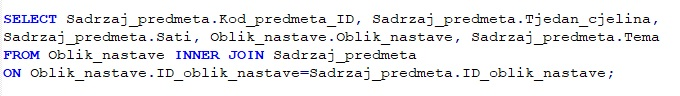 SELECT Sadrzaj_predmeta.Kod_predmeta_ID, Sadrzaj_predmeta.Tjedan_cjelina,
Sadrzaj_predmeta.Sati, Oblik_nastave.Oblik_nastave, Sadrzaj_predmeta.Tema
FROM Oblik_nastave INNER JOIN Sadrzaj_predmeta
ON Oblik_nastave.ID_oblik_nastave=Sadrzaj_predmeta.ID_oblik_nastave;